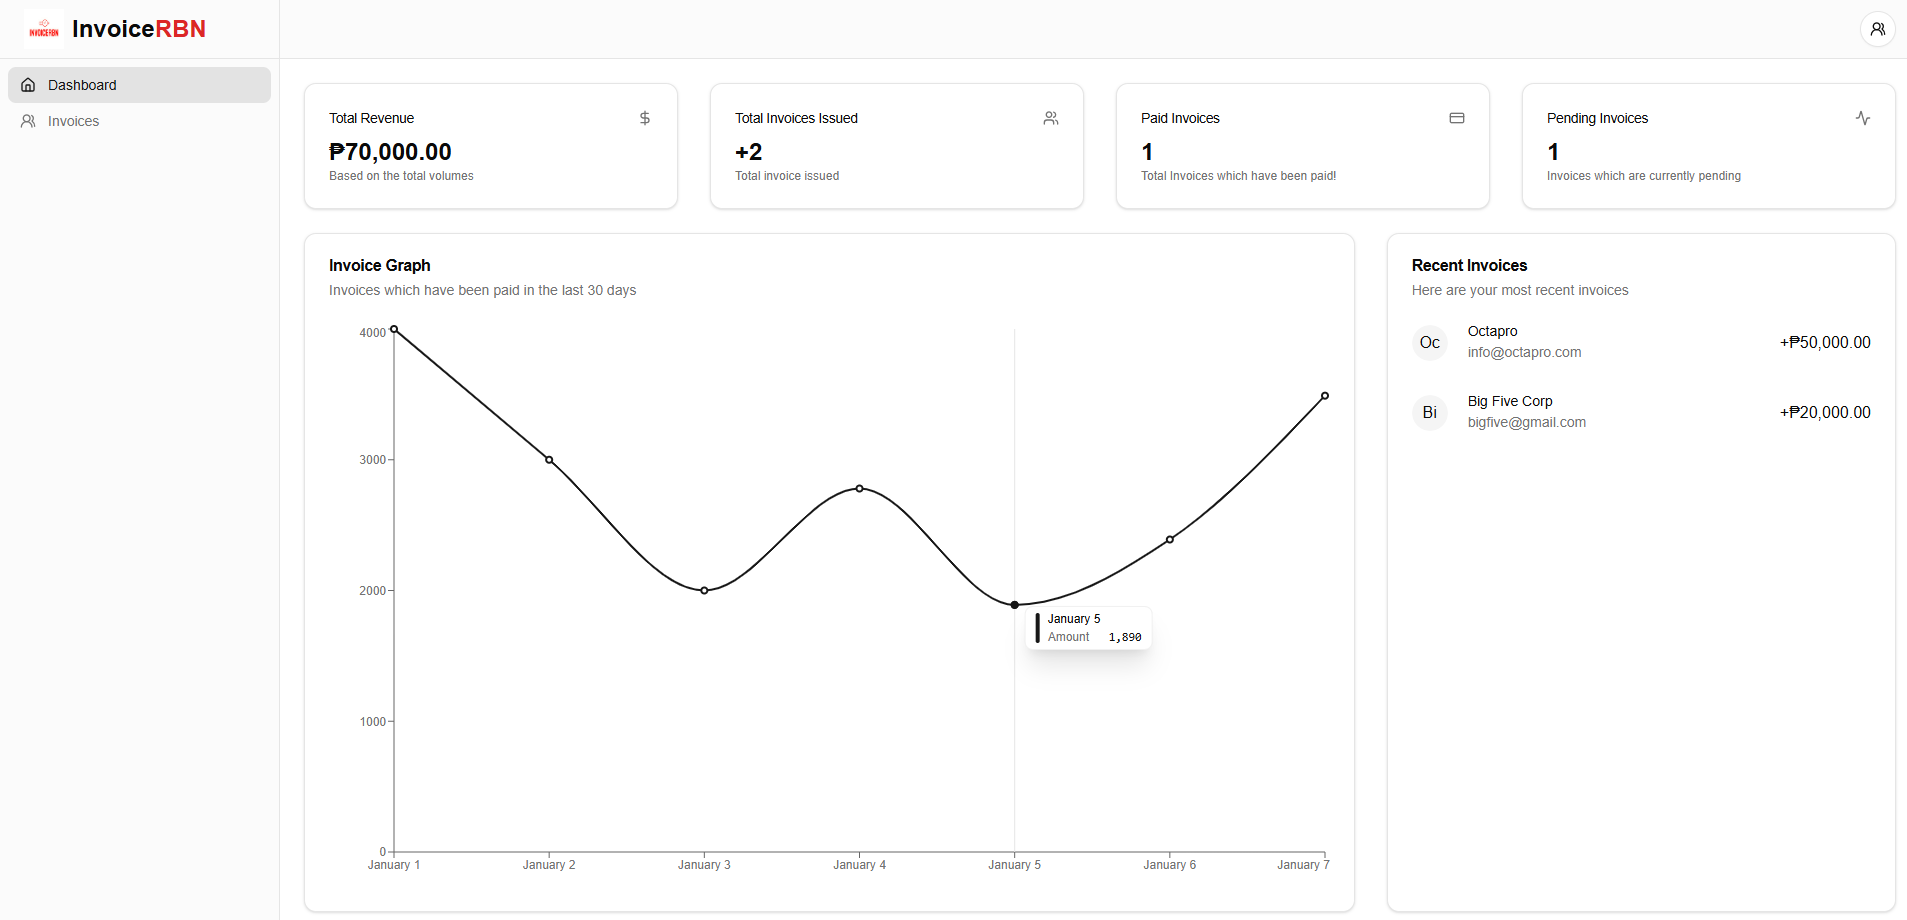 INVOICERBN
InvoiceRBN
Dashboard
Invoices
Total Revenue
₱70,000.00
Based on the total volumes
Total Invoices Issued
+2
Total invoice issued
Paid Invoices
1
Total Invoices which have been paid!
Pending Invoices
1
Invoices which are currently pending
Invoice Graph
Invoices which have been paid in the last 30 days
4000
3000
2000
1000
0
January 1
January 2
January 3
January 4
January 5
January 6
January 7
January 5
Amount 1,890
Recent Invoices
Here are your most recent invoices
Oc
Octapro
info@octapro.com
+₱50,000.00
Bi
Big Five Corp
bigfive@gmail.com
+₱20,000.00